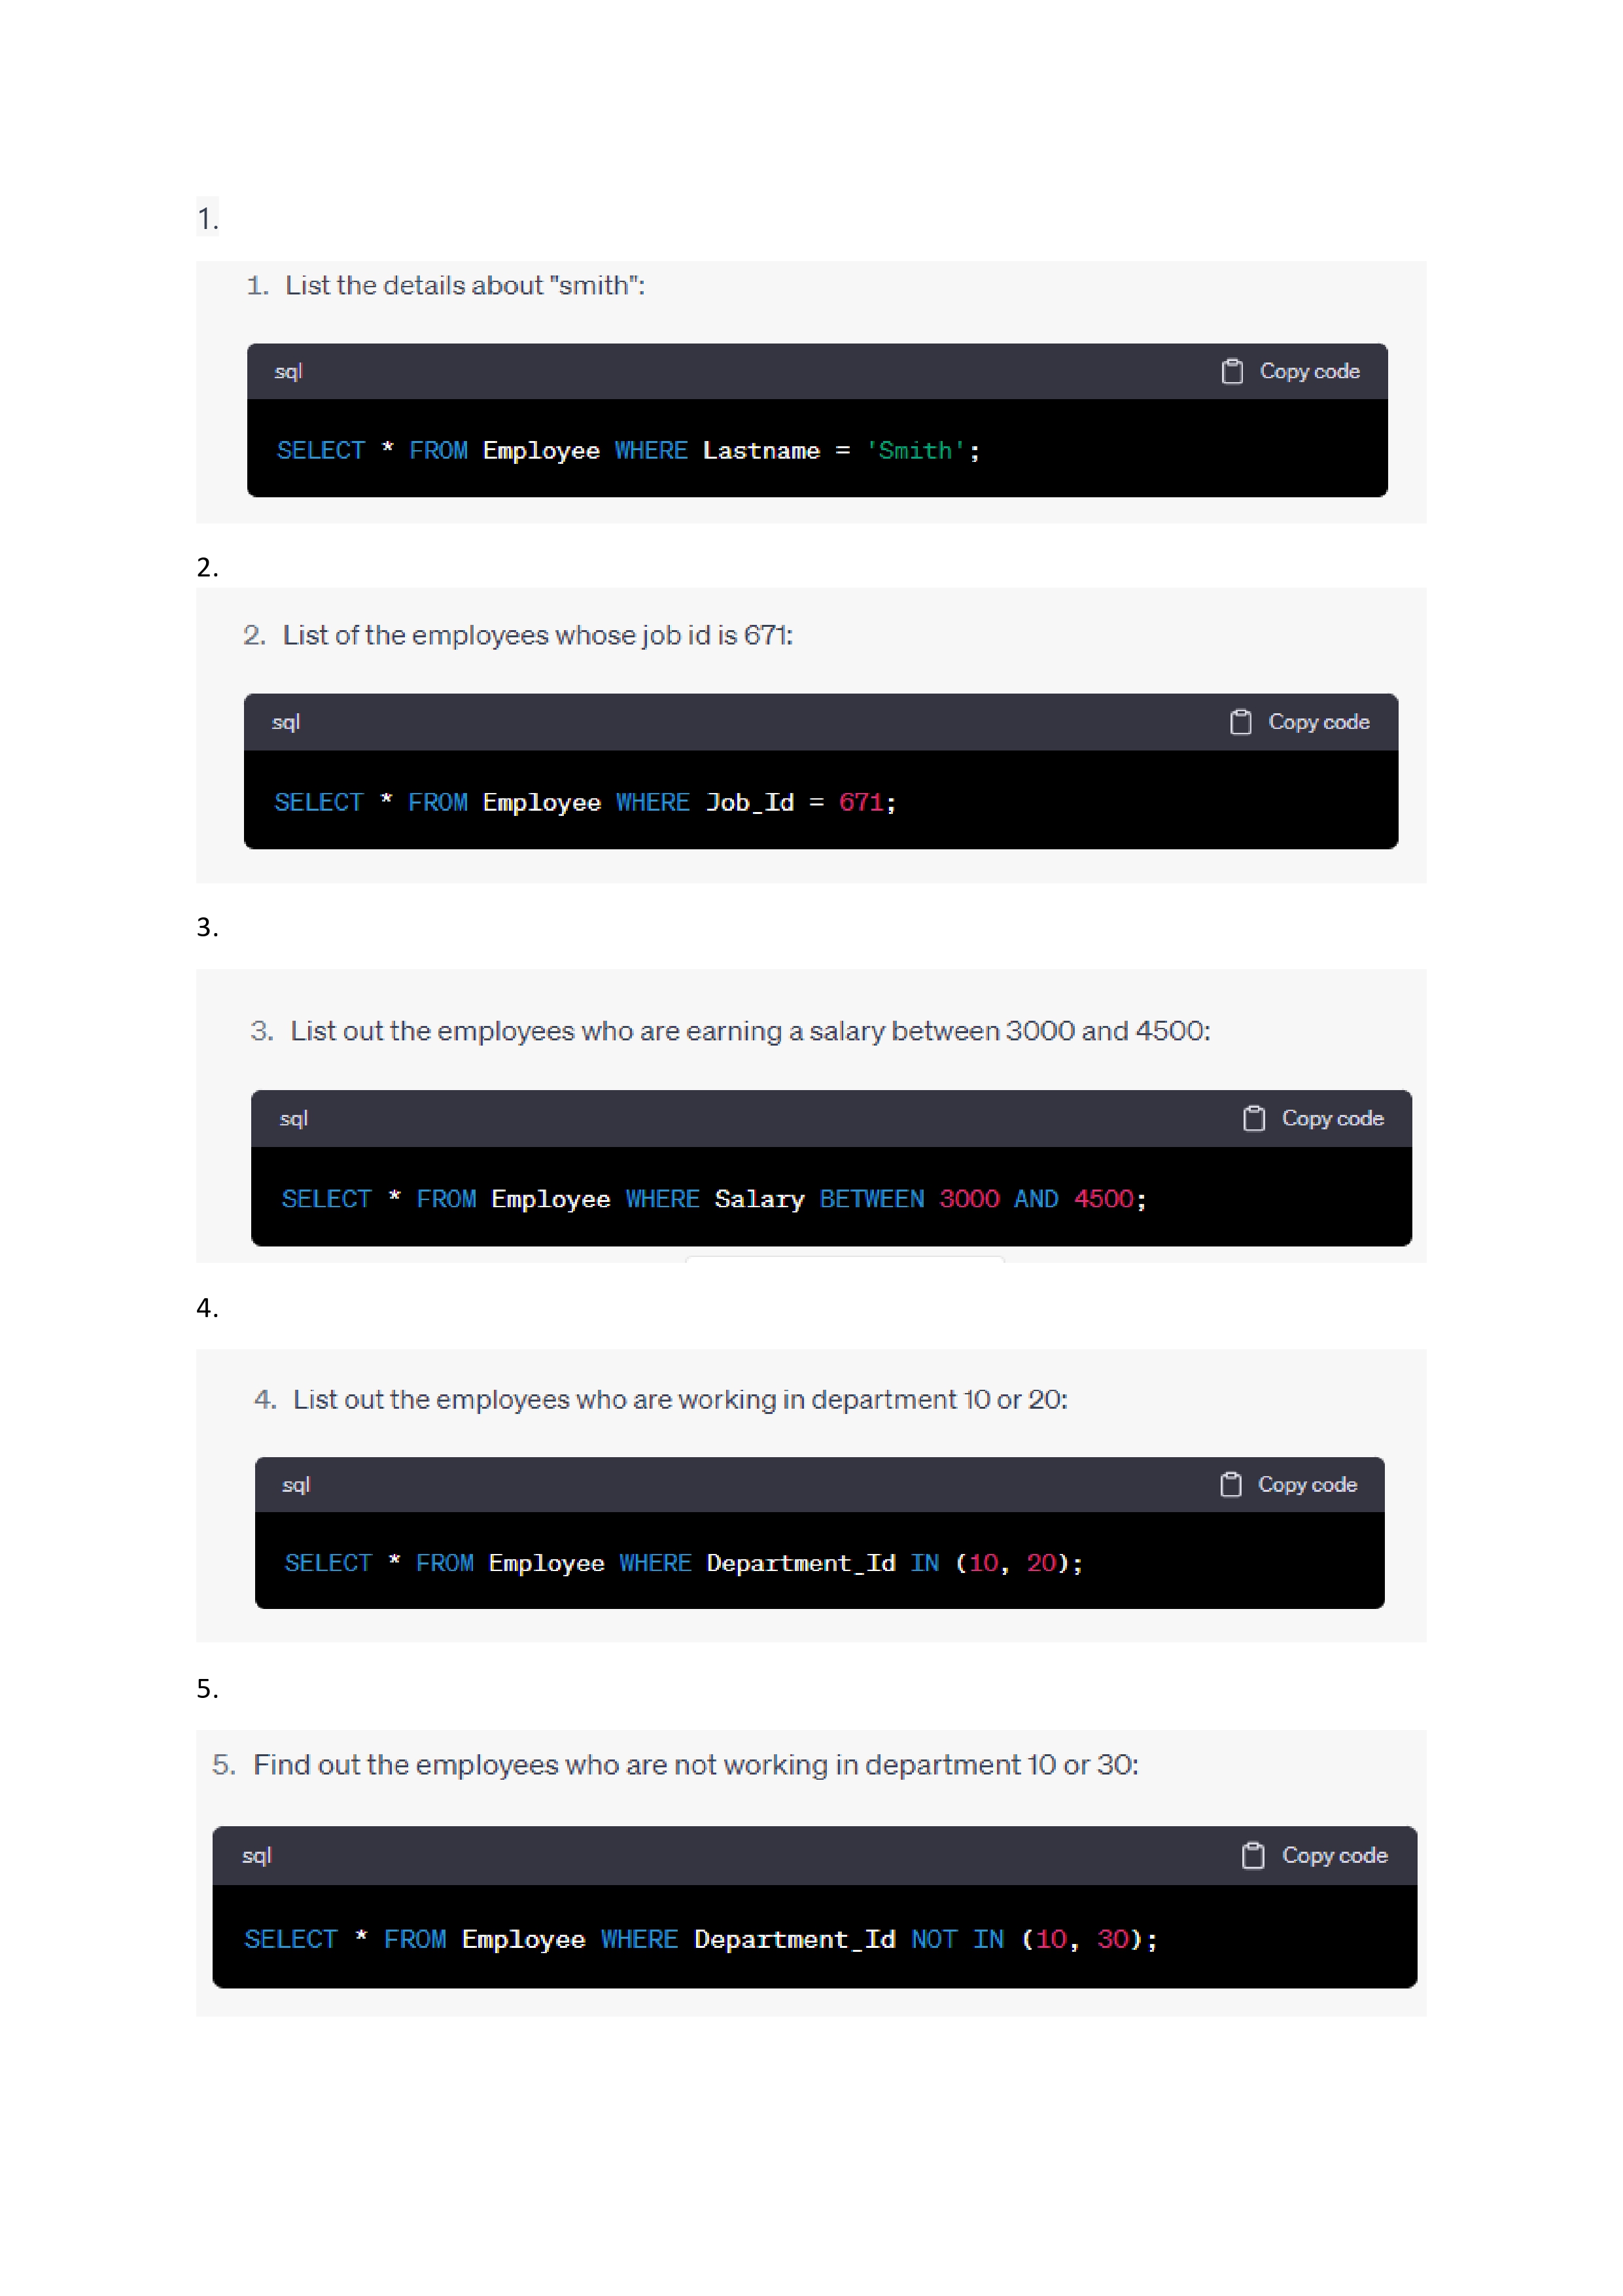 1.
1. List the details about "smith":
sql Copy code
SELECT * FROM Employee WHERE Lastname = 'Smith';
2.
2. List of the employees whose job id is 671:
sql Copy code
SELECT * FROM Employee WHERE Job_Id = 671;
3.
3. List out the employees who are earning a salary between 3000 and 4500:
sql Copy code
SELECT * FROM Employee WHERE Salary BETWEEN 3000 AND 4500;
4.
4. List out the employees who are working in department 10 or 20:
sql Copy code
SELECT * FROM Employee WHERE Department_Id IN (10, 20);
5.
5. Find out the employees who are not working in department 10 or 30:
sql Copy code
SELECT * FROM Employee WHERE Department_Id NOT IN (10, 30);